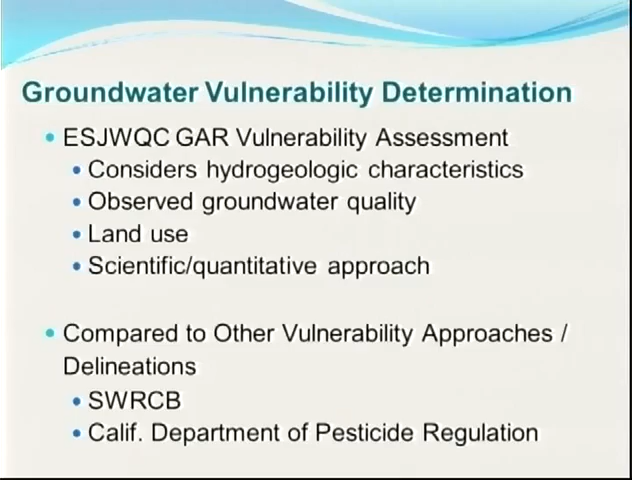 Groundwater Vulnerability Determination
• ESJWQC GAR Vulnerability Assessment
• Considers hydrogeologic characteristics
• Observed groundwater quality
• Land use
• Scientific/quantitative approach
• Compared to Other Vulnerability Approaches /
Delineations
• SWRCB
• Calif. Department of Pesticide Regulation